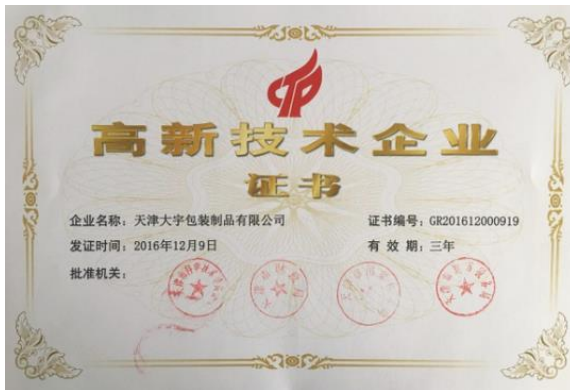 高新技术企业
证书
企业名称：天津大宇包装制品有限公司
证书编号：GR201612000919
发证时间：2016年12月9日
有 效 期：三年
批准机关：